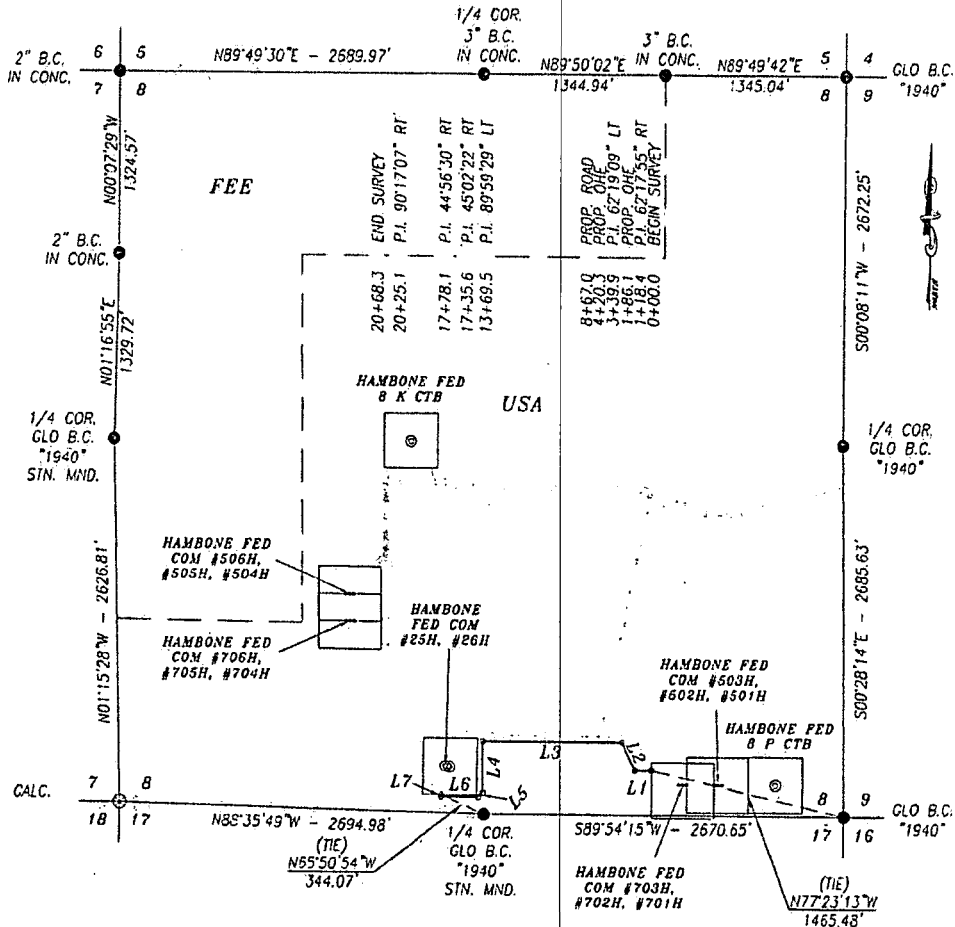 1/4 COR.
3" B.C.
IN CONC.
3" B.C.
IN CONC.
2" B.C.
IN CONC.
6 5
7 8
N89°49'30"E - 2689.97'
N89°50'02"E
1344.94'
N89°49'42"E
1345.04'
5 4
8 9
GLO B.C.
"1940"
N00°07'29"W
1324.57'
FEE
2" B.C.
IN CONC.
N01°16'55"E
1329.72'
20+68.3 END SURVEY
20+25.1 P.I. 90°17'07" RT
17+78.1 P.I. 44°56'30" RT
17+35.6 P.I. 45°02'22" RT
13+69.5 P.I. 89°59'29" LT
8+67.0 PROP. ROAD
4+20.3 PROP. OHE
3+39.9 P.I. 62°19'09" LT
1+86.1 PROP. OHE
1+18.4 P.I. 62°17'55" RT
0+00.0 BEGIN SURVEY
S00°08'11"W - 2672.25'
NORTH
HAMBONE FED
8 K CTB
USA
1/4 COR.
GLO B.C.
"1940"
STN. MND.
1/4 COR.
GLO B.C.
"1940"
N01°15'28"W - 2626.81'
HAMBONE FED
COM #506H,
#505H, #504H
HAMBONE FED
COM #706H,
#705H, #704H
HAMBONE
FED COM
#25H, #26H
HAMBONE FED
COM #503H,
#502H, #501H
HAMBONE FED
8 P CTB
S00°28'14"E - 2685.63'
L3
L2
L4
L1
L7
L6
L5
CALC.
7 8
18 17
N88°35'49"W - 2694.98'
(TIE)
N65°50'54"W
344.07'
1/4 COR.
GLO B.C.
"1940"
STN. MND.
S89°54'15"W - 2670.65'
HAMBONE FED
COM #703H,
#702H, #701H
(TIE)
N77°23'13"W
1465.48'
8 9
17 16
GLO B.C.
"1940"